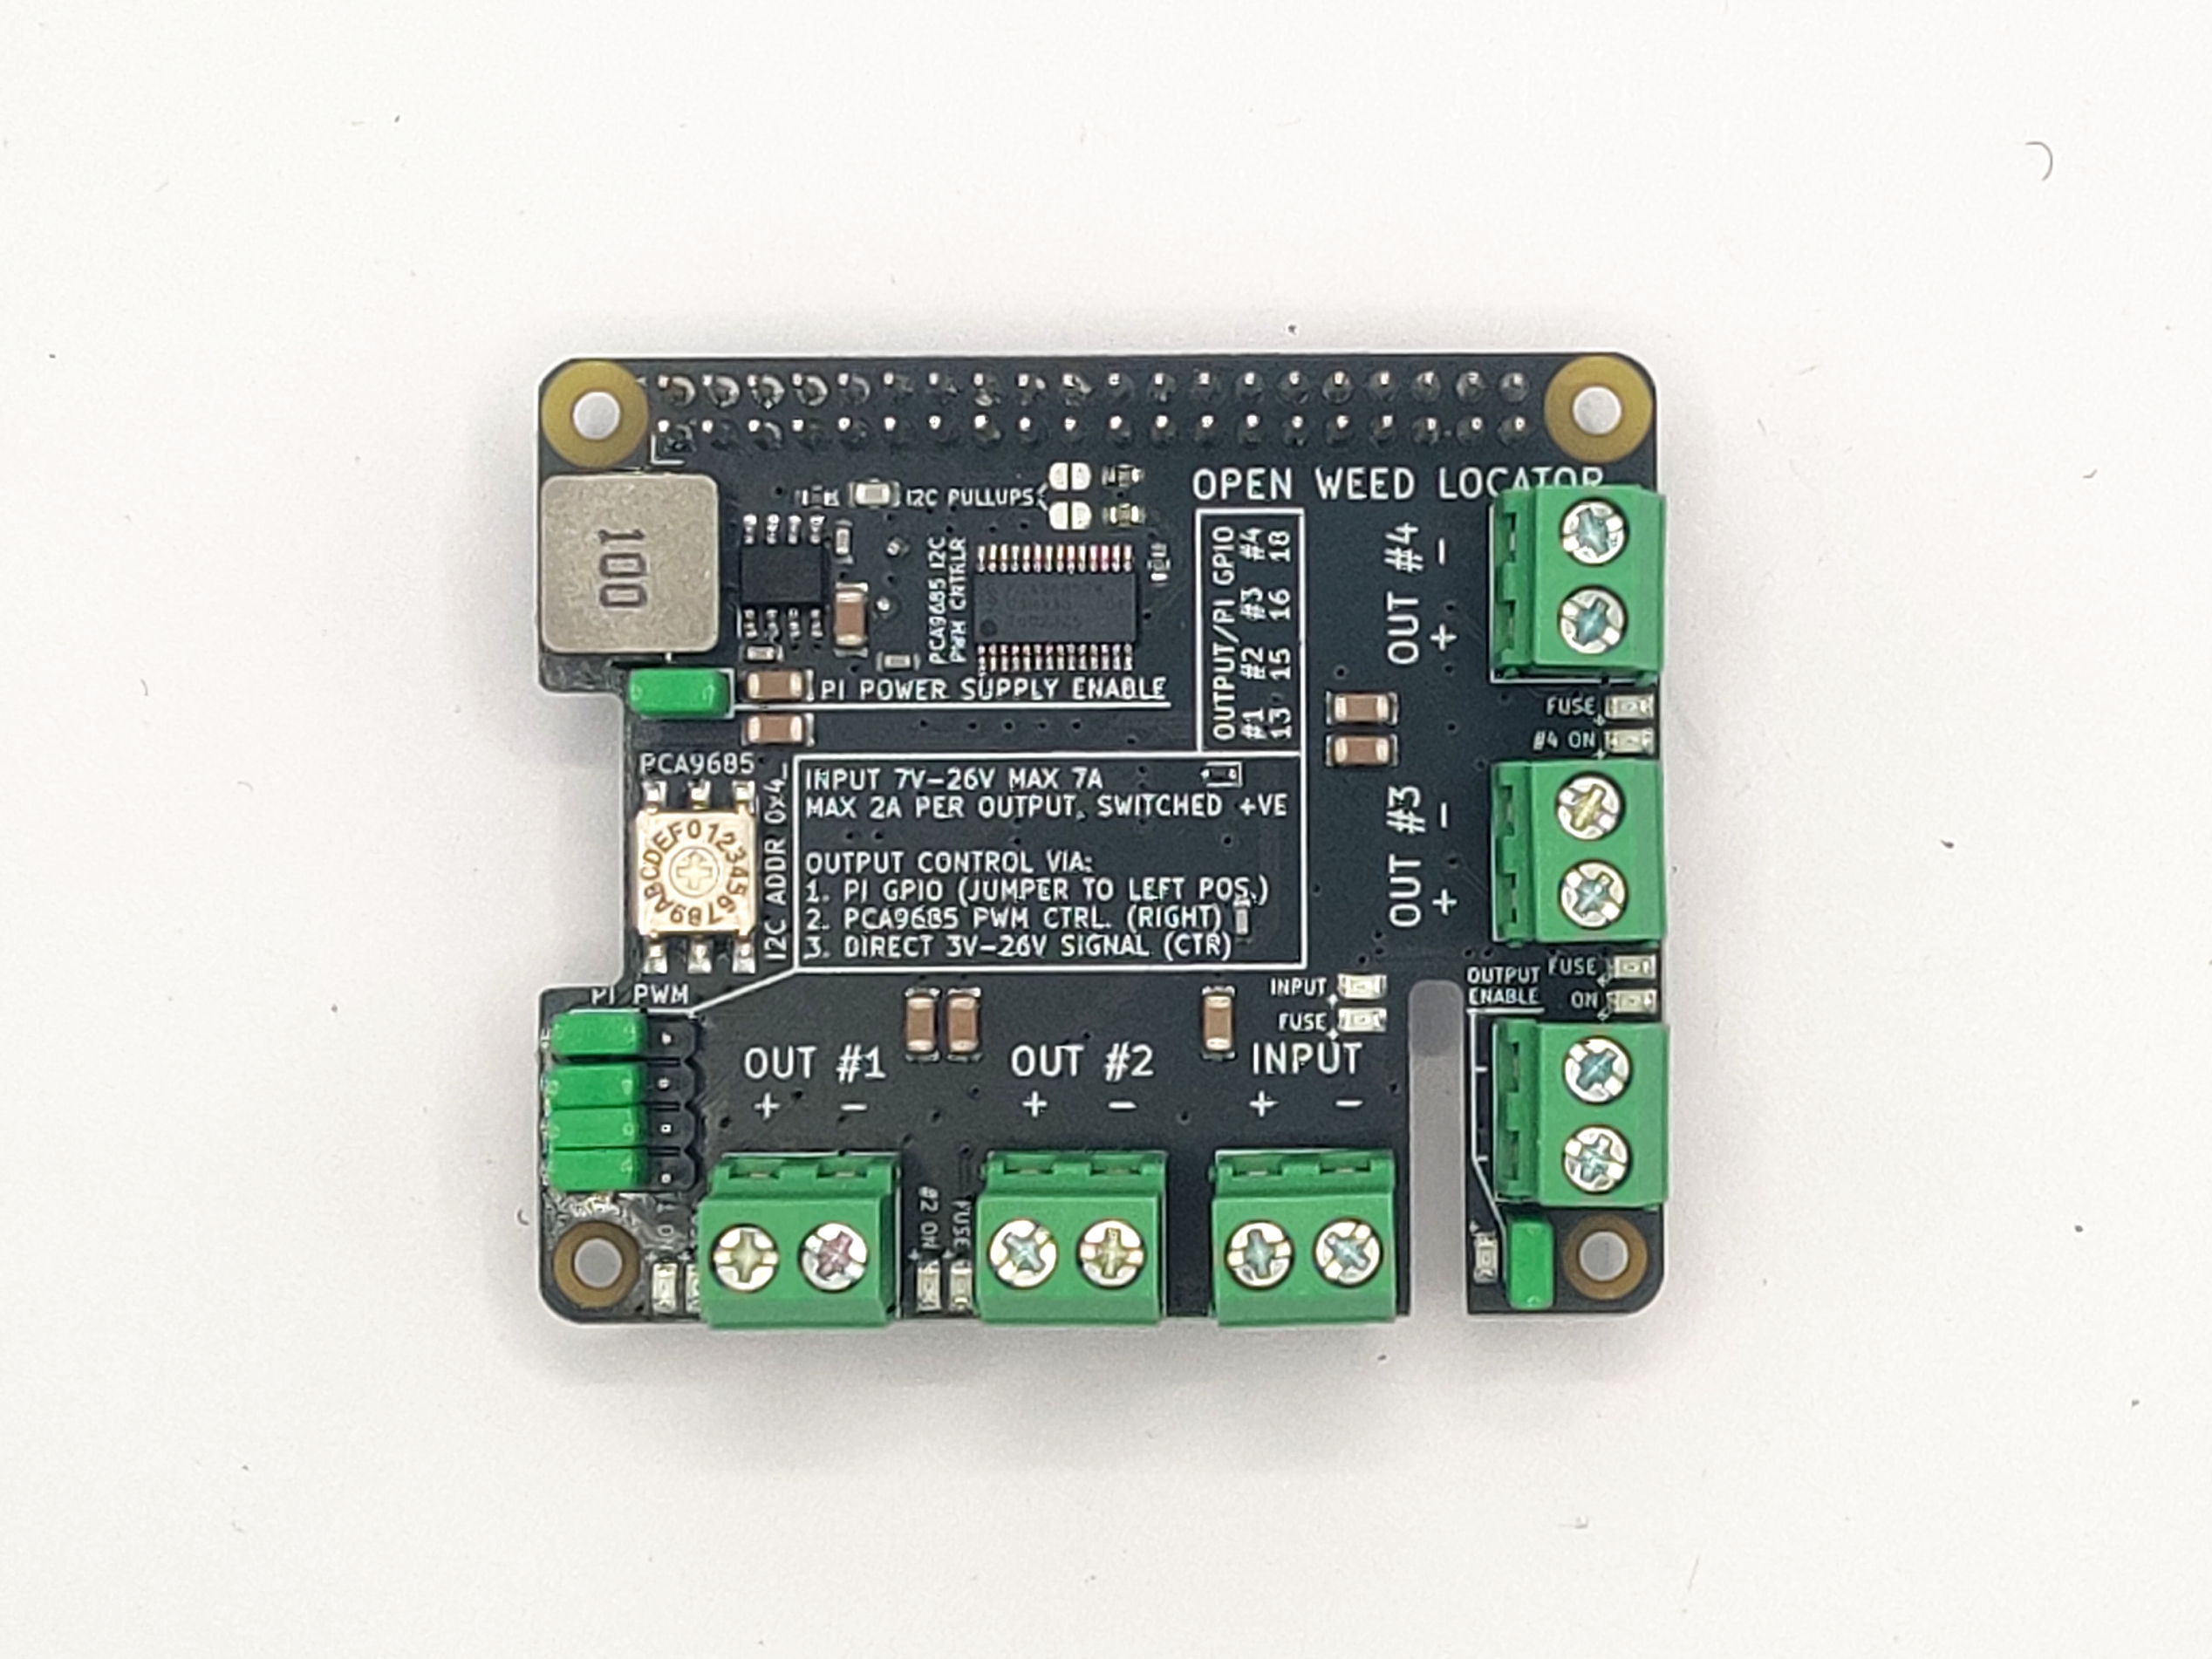 OPEN WEED LOCATOR
I2C PULLUPS
100
PCA9685 I2C
PWM CNTRLR
OUTPUT/PI GPIO
#1 #2 #3 #4
13 15 16 18
OUT #4
- +
PI POWER SUPPLY ENABLE
FUSE
#4 ON
PCA9685
I2C ADDR 0x4_
0123456789ABCDEF
INPUT 7V-26V MAX 7A
MAX 2A PER OUTPUT, SWITCHED +VE
OUTPUT CONTROL VIA:
1. PI GPIO (JUMPER TO LEFT POS.)
2. PCA9685 PWM CTRL. (RIGHT)
3. DIRECT 3V-26V SIGNAL (CTR)
OUT #3
- +
FUSE
ON
OUTPUT
ENABLE
PI PWM
INPUT
FUSE
OUT #1
+ -
OUT #2
+ -
INPUT
+ -
#2 ON
FUSE